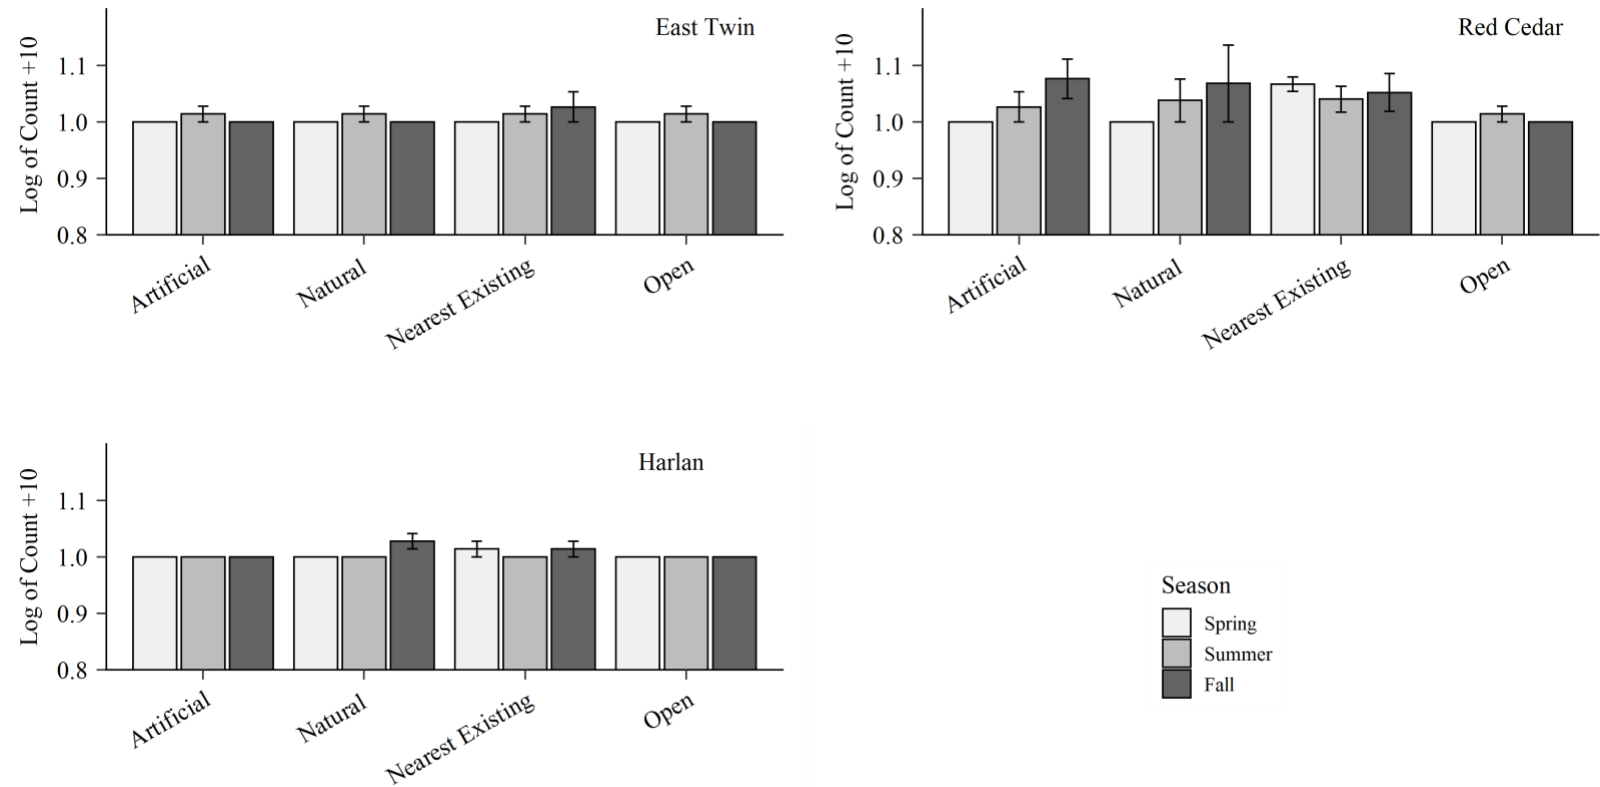 East Twin
Log of Count +10
1.1
1.0
0.9
0.8
Artificial
Natural
Nearest Existing
Open
Red Cedar
Log of Count +10
1.1
1.0
0.9
0.8
Artificial
Natural
Nearest Existing
Open
Harlan
Log of Count +10
1.1
1.0
0.9
0.8
Artificial
Natural
Nearest Existing
Open
Season
Spring
Summer
Fall